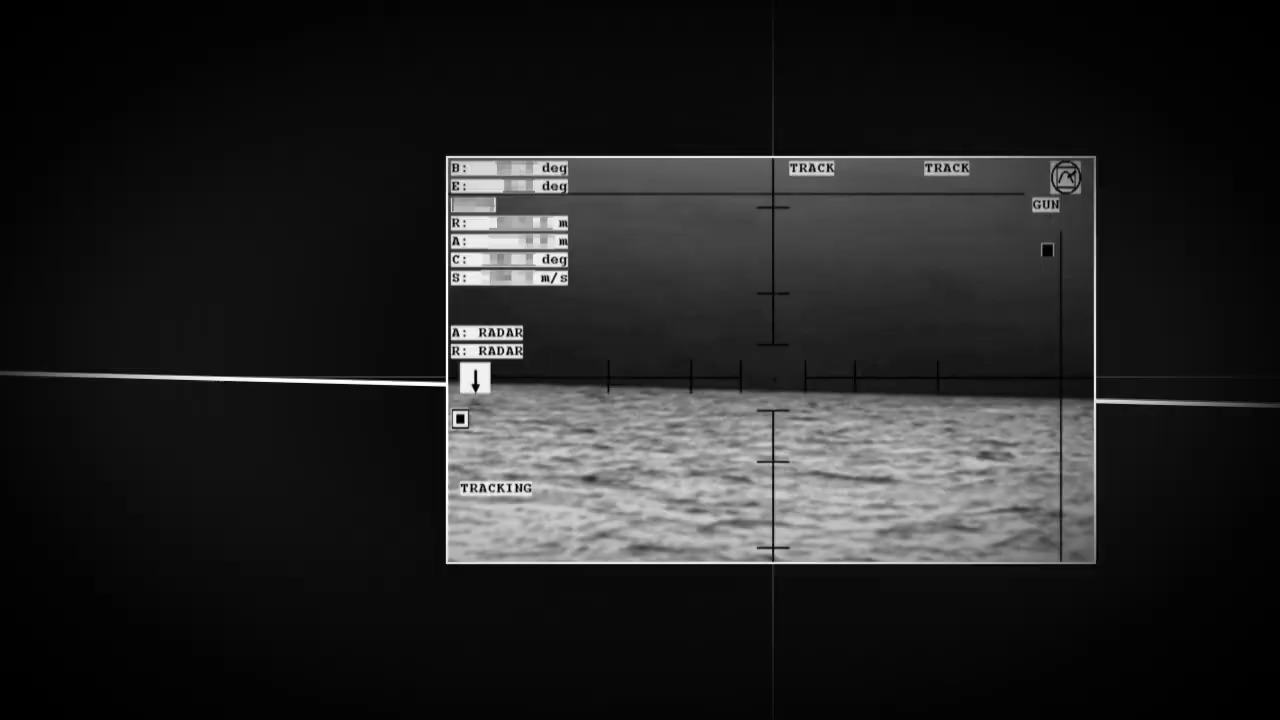 B: deg
E: deg
R: m
A: m
C: deg
S: m/s
TRACK TRACK
GUN
A: RADAR
R: RADAR
TRACKING